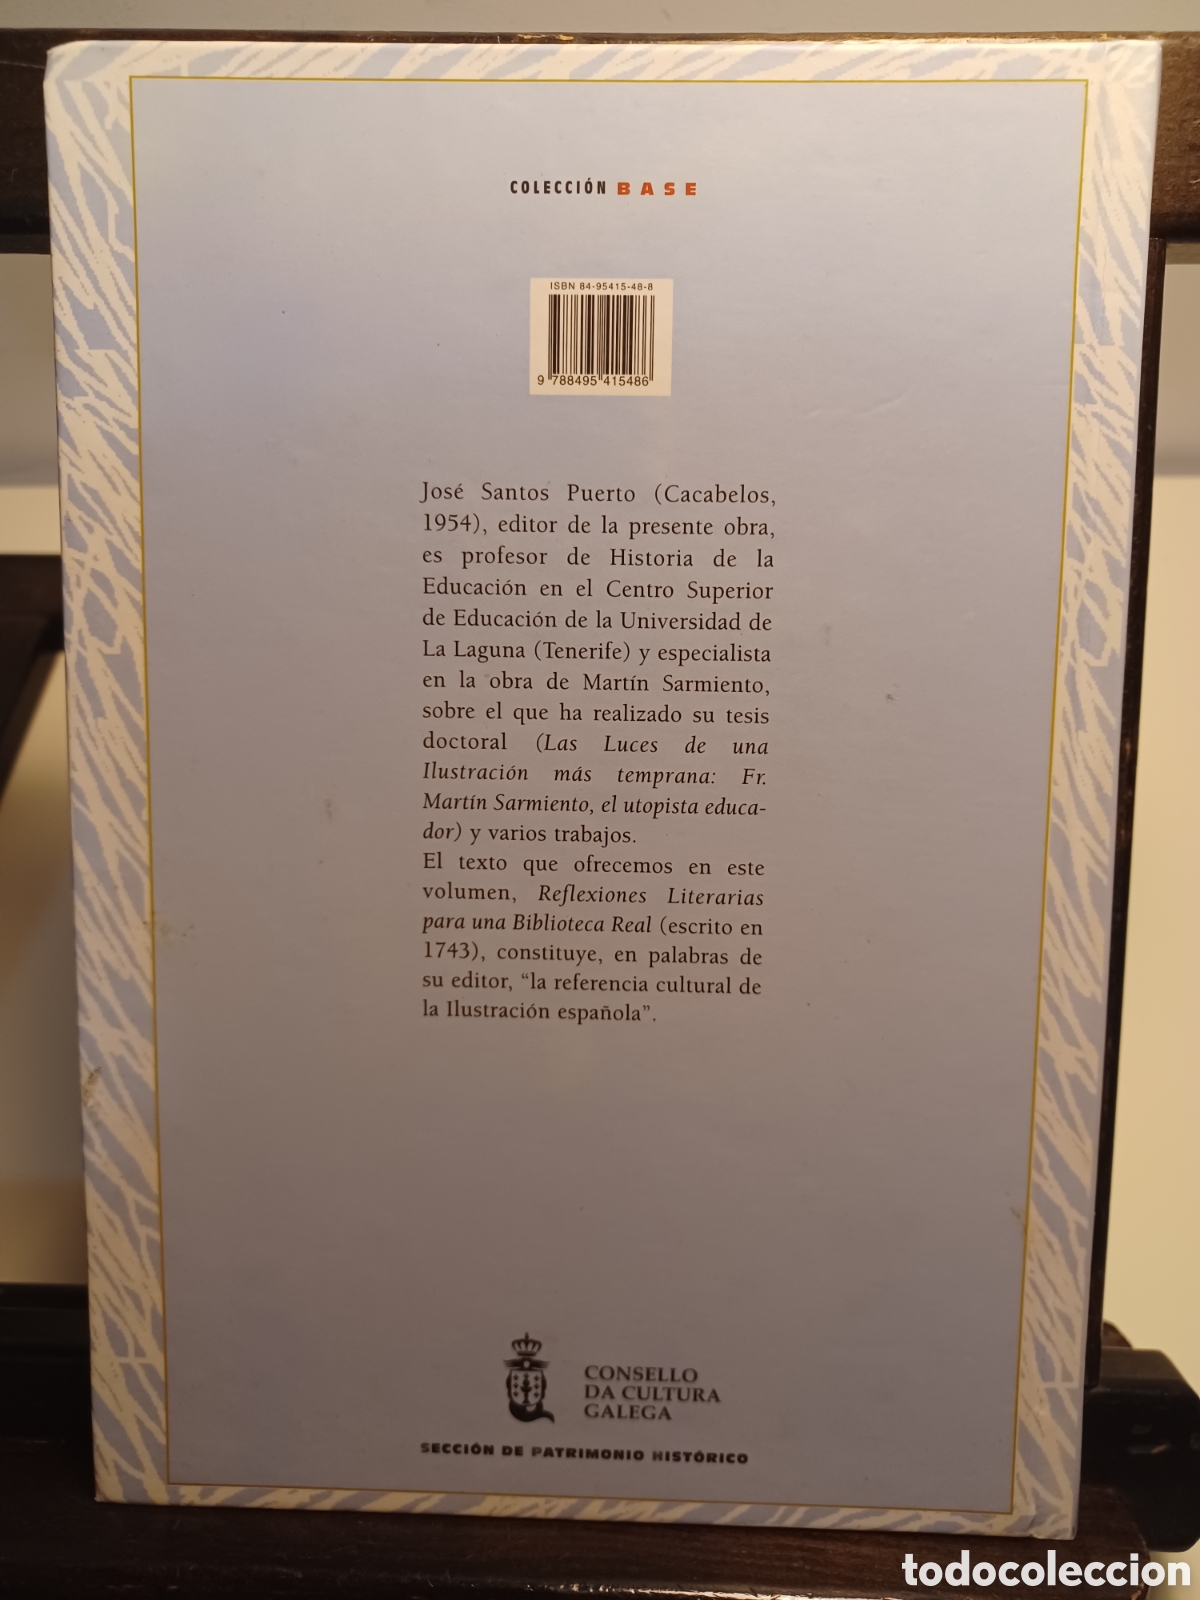 COLECCIÓN BASE
ISBN 84-95415-48-8
9 788495 415486
José Santos Puerto (Cacabelos,
1954), editor de la presente obra,
es profesor de Historia de la
Educación en el Centro Superior
de Educación de la Universidad de
La Laguna (Tenerife) y especialista
en la obra de Martín Sarmiento,
sobre el que ha realizado su tesis
doctoral (Las Luces de una
Ilustración más temprana: Fr.
Martín Sarmiento, el utopista educa-
dor) y varios trabajos.
El texto que ofrecemos en este
volumen, Reflexiones Literarias
para una Biblioteca Real (escrito en
1743), constituye, en palabras de
su editor, “la referencia cultural de
la Ilustración española”.
CONSELLO
DA CULTURA
GALEGA
SECCIÓN DE PATRIMONIO HISTÓRICO
todocoleccion